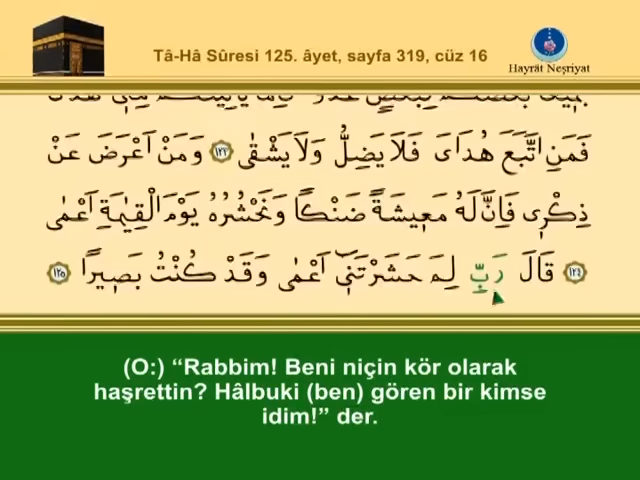 Tâ-Hâ Sûresi 125. âyet, sayfa 319, cüz 16
Hayrât Neşriyat
فَمَنِ اتَّبَعَ هُدَاىَ فَلَا يَضِلُّ وَلَا يَشْقٰى ﴿١٢٣﴾ وَمَنْ اَعْرَضَ عَنْ
ذِكْرٖى فَاِنَّ لَهُ مَعٖيشَةً ضَنْكًا وَنَحْشُرُهُ يَوْمَ الْقِيٰمَةِ اَعْمٰى
﴿١٢٤﴾ قَالَ رَبِّ لِمَ حَشَرْتَنٖٓى اَعْمٰى وَقَدْ كُنْتُ بَصٖيرًا ﴿١٢٥﴾
(O:) “Rabbim! Beni niçin kör olarak
haşrettin? Hâlbuki (ben) gören bir kimse
idim!” der.